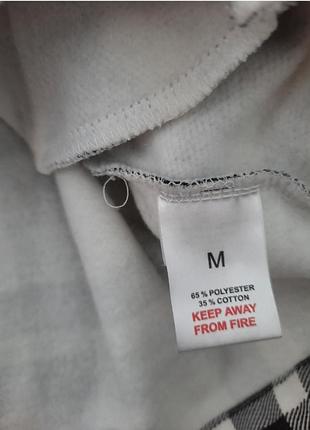 M
65% POLYESTER
35% COTTON
KEEP AWAY
FROM FIRE